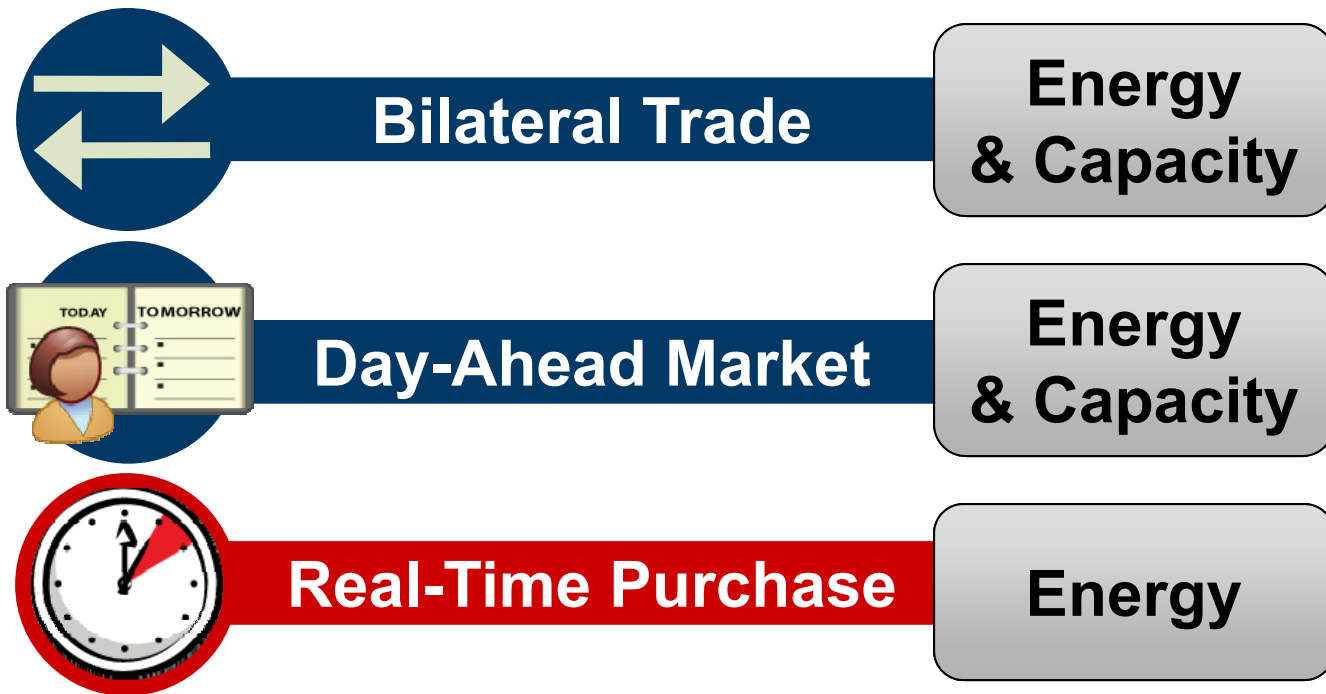 Bilateral Trade
Energy
& Capacity
TODAY
TOMORROW
Day-Ahead Market
Energy
& Capacity
Real-Time Purchase
Energy